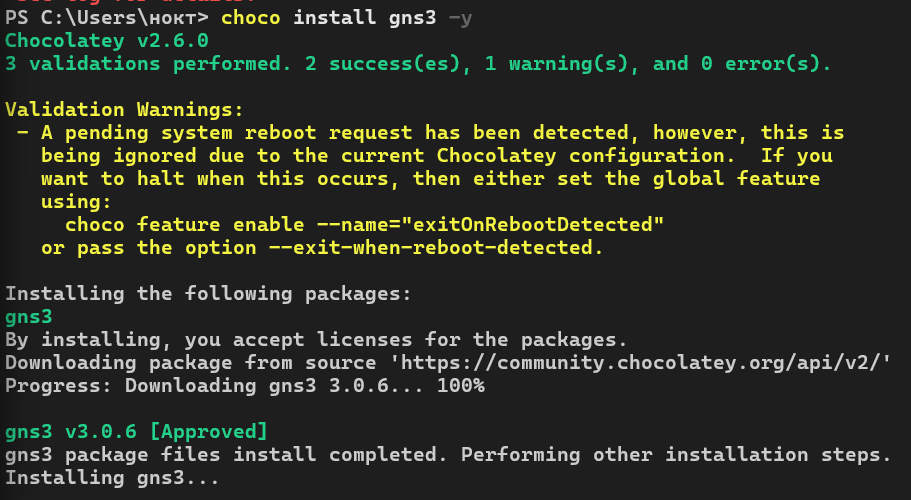 PS C:\Users\нокт> choco install gns3 -y
Chocolatey v2.6.0
3 validations performed. 2 success(es), 1 warning(s), and 0 error(s).
Validation Warnings:
- A pending system reboot request has been detected, however, this is
being ignored due to the current Chocolatey configuration.  If you
want to halt when this occurs, then either set the global feature
using:
choco feature enable --name="exitOnRebootDetected"
or pass the option --exit-when-reboot-detected.
Installing the following packages:
gns3
By installing, you accept licenses for the packages.
Downloading package from source 'https://community.chocolatey.org/api/v2/'
Progress: Downloading gns3 3.0.6... 100%
gns3 v3.0.6 [Approved]
gns3 package files install completed. Performing other installation steps.
Installing gns3...